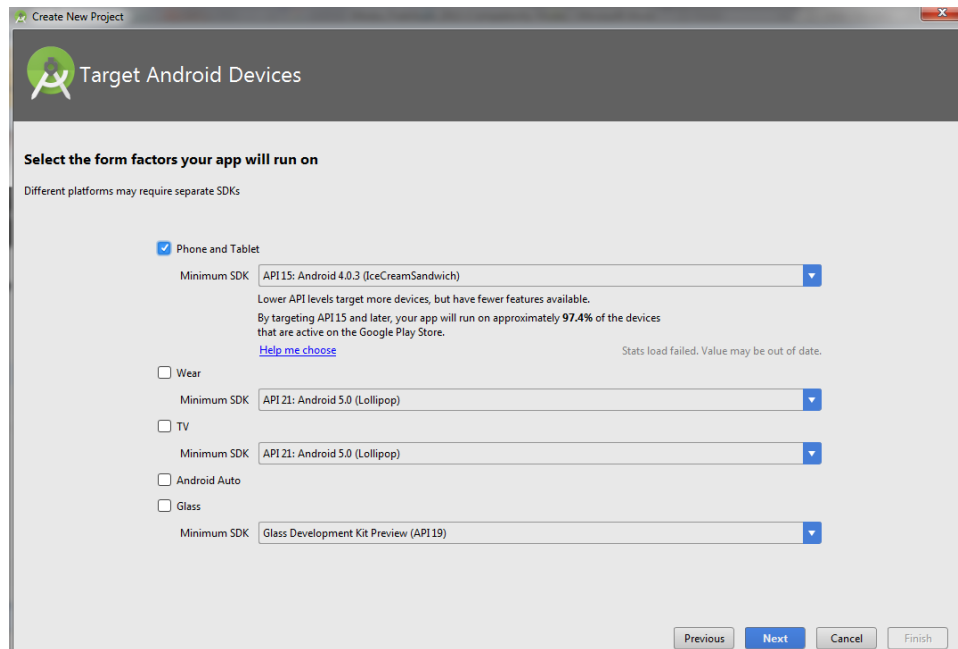 Create New Project
Target Android Devices
Select the form factors your app will run on
Different platforms may require separate SDKs
Phone and Tablet
Minimum SDK API 15: Android 4.0.3 (IceCreamSandwich)
Lower API levels target more devices, but have fewer features available.
By targeting API 15 and later, your app will run on approximately 97.4% of the devices
that are active on the Google Play Store.
Help me choose Stats load failed. Value may be out of date.
Wear
Minimum SDK API 21: Android 5.0 (Lollipop)
TV
Minimum SDK API 21: Android 5.0 (Lollipop)
Android Auto
Glass
Minimum SDK Glass Development Kit Preview (API 19)
Previous Next Cancel Finish